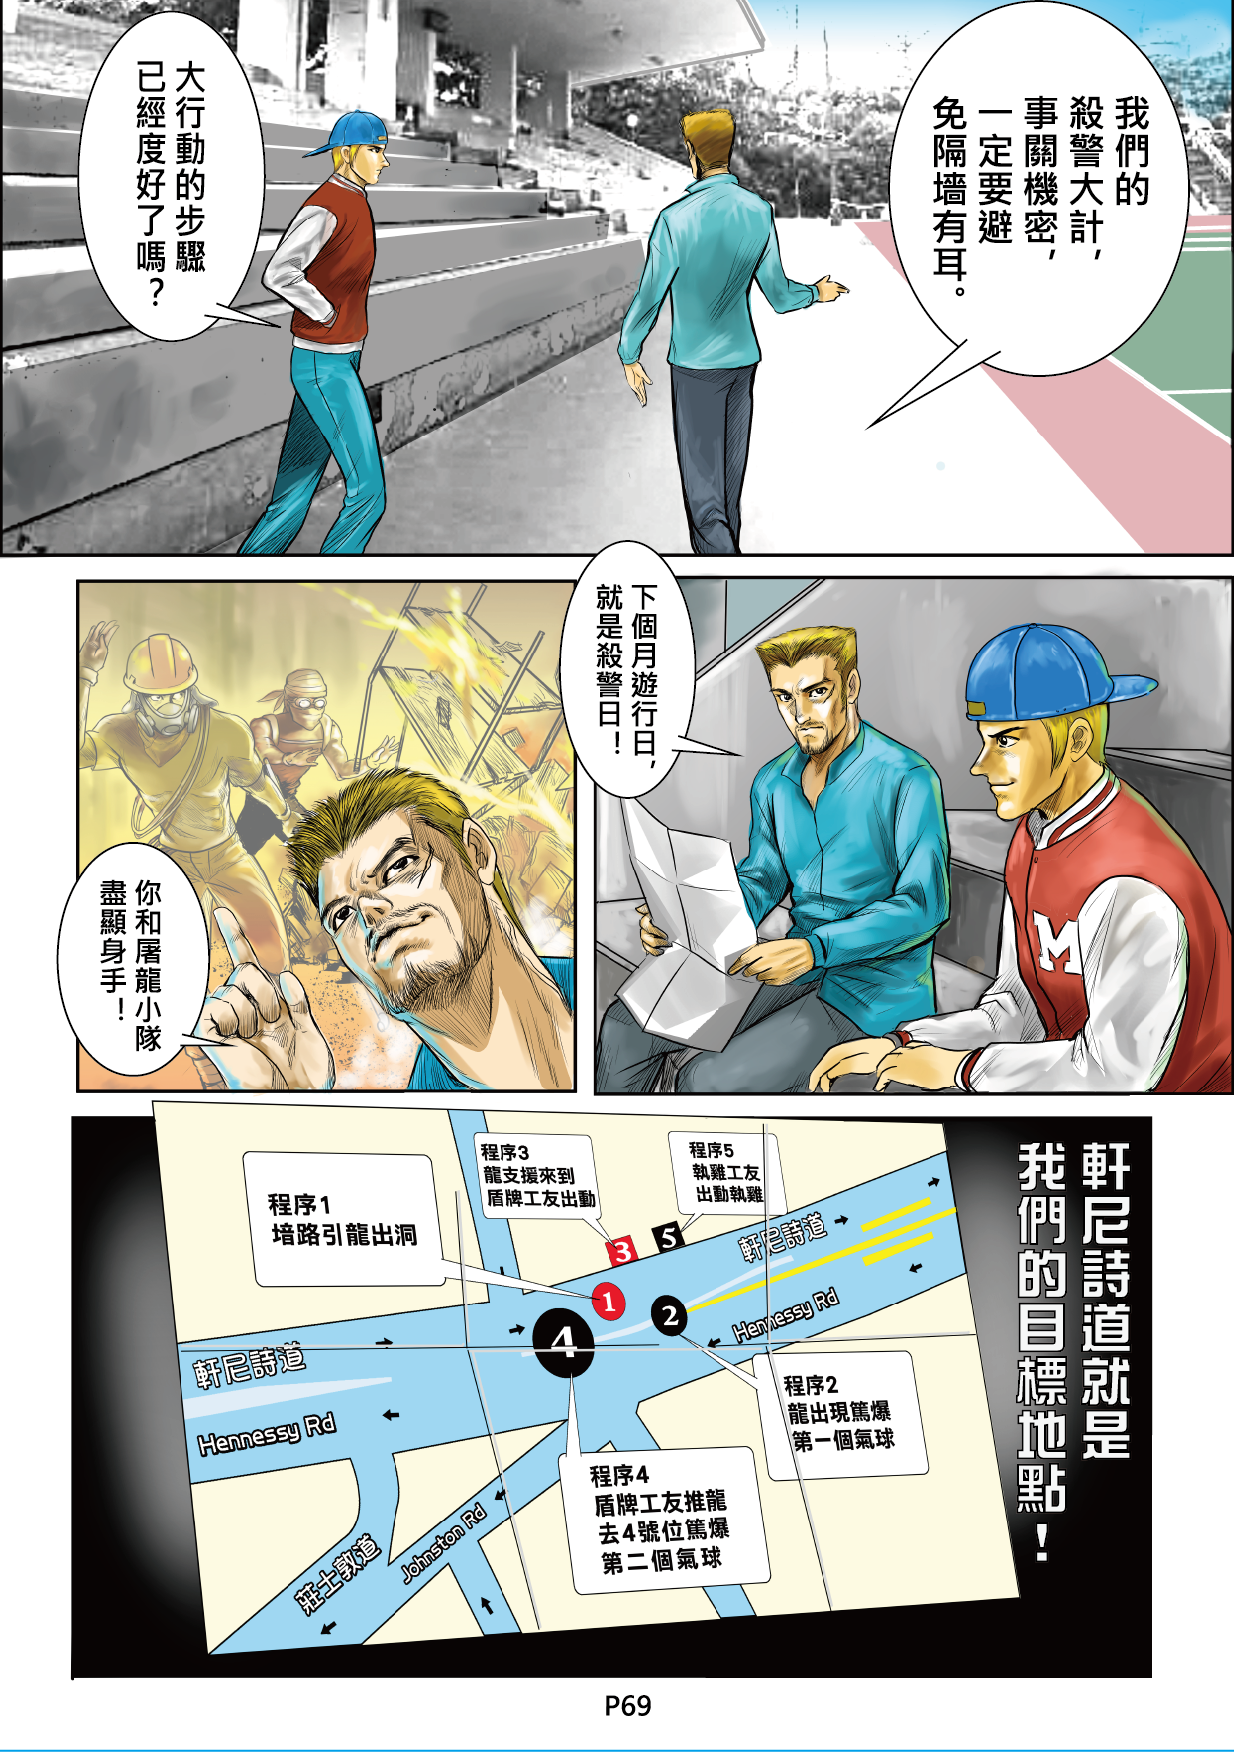 我們的
殺警大計，
事關機密，
一定要避
免隔墻有耳。
大行動的步驟
已經度好了嗎？
下個月遊行日，
就是殺警日！
你和屠龍小隊
盡顯身手！
M
軒尼詩道就是
我們的目標地點！
程序1
堷路引龍出洞
程序3
龍支援來到
盾牌工友出動
程序5
執雞工友
出動執雞
3
5
1
2
4
軒尼詩道
Hennessy Rd
軒尼詩道
Hennessy Rd
程序2
龍出現篤爆
第一個氣球
程序4
盾牌工友推龍
去4號位篤爆
第二個氣球
莊士敦道
Johnston Rd
P69